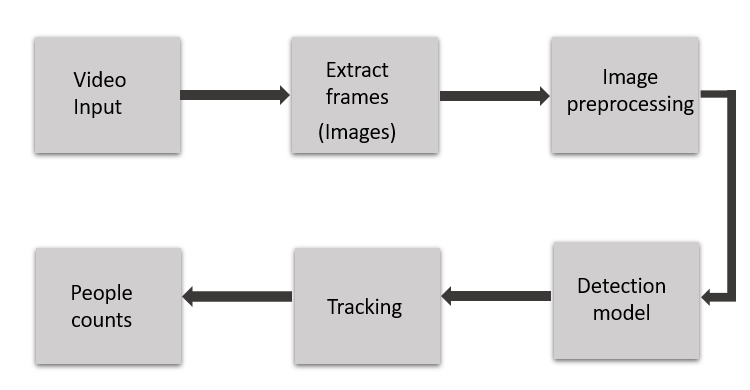 Video
Input
Extract
frames
(Images)
Image
preprocessing
Detection
model
Tracking
People
counts